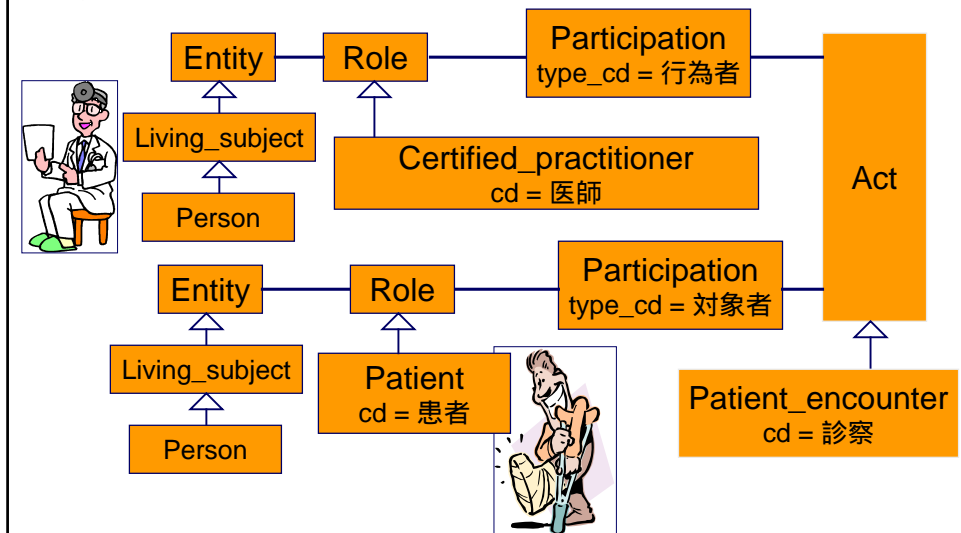 Entity
Role
Participation
type_cd = 行為者
Living_subject
Certified_practitioner
cd = 医師
Act
Person
Entity
Role
Participation
type_cd = 対象者
Living_subject
Patient
cd = 患者
Patient_encounter
cd = 診察
Person